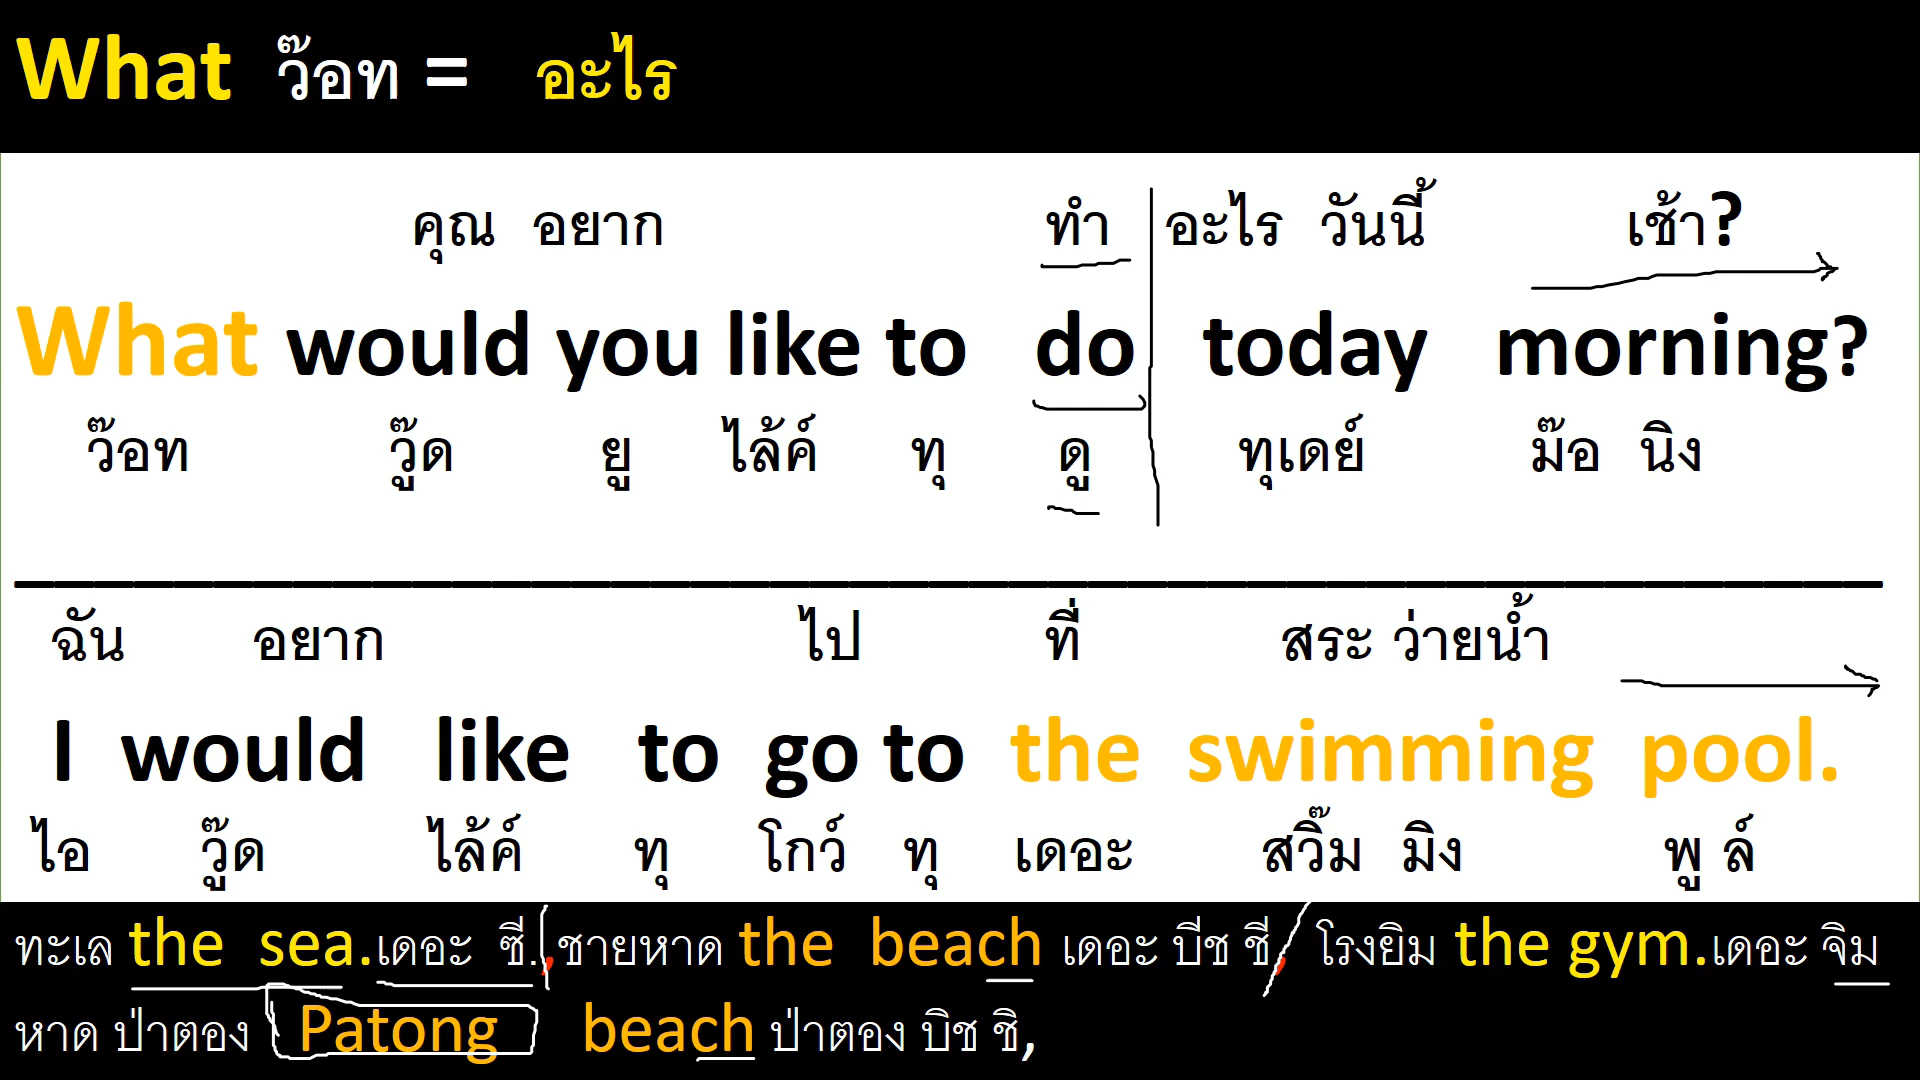 What ว๊อท = อะไร
คุณ อยาก ทำ อะไร วันนี้ เช้า?
What would you like to do today morning?
ว๊อท วู๊ด ยู ไล้ค์ ทุ ดู ทุเดย์ ม๊อ นิง
ฉัน อยาก ไป ที่ สระ ว่ายน้ำ
I would like to go to the swimming pool.
ไอ วู๊ด ไล้ค์ ทุ โกว์ ทุ เดอะ สวิ๊ม มิง พู ล์
ทะเล the sea.เดอะ ซี., ชายหาด the beach เดอะ บีช ชี, โรงยิม the gym.เดอะ จิม
หาด ป่าตอง Patong beach ป่าตอง บิช ชิ,